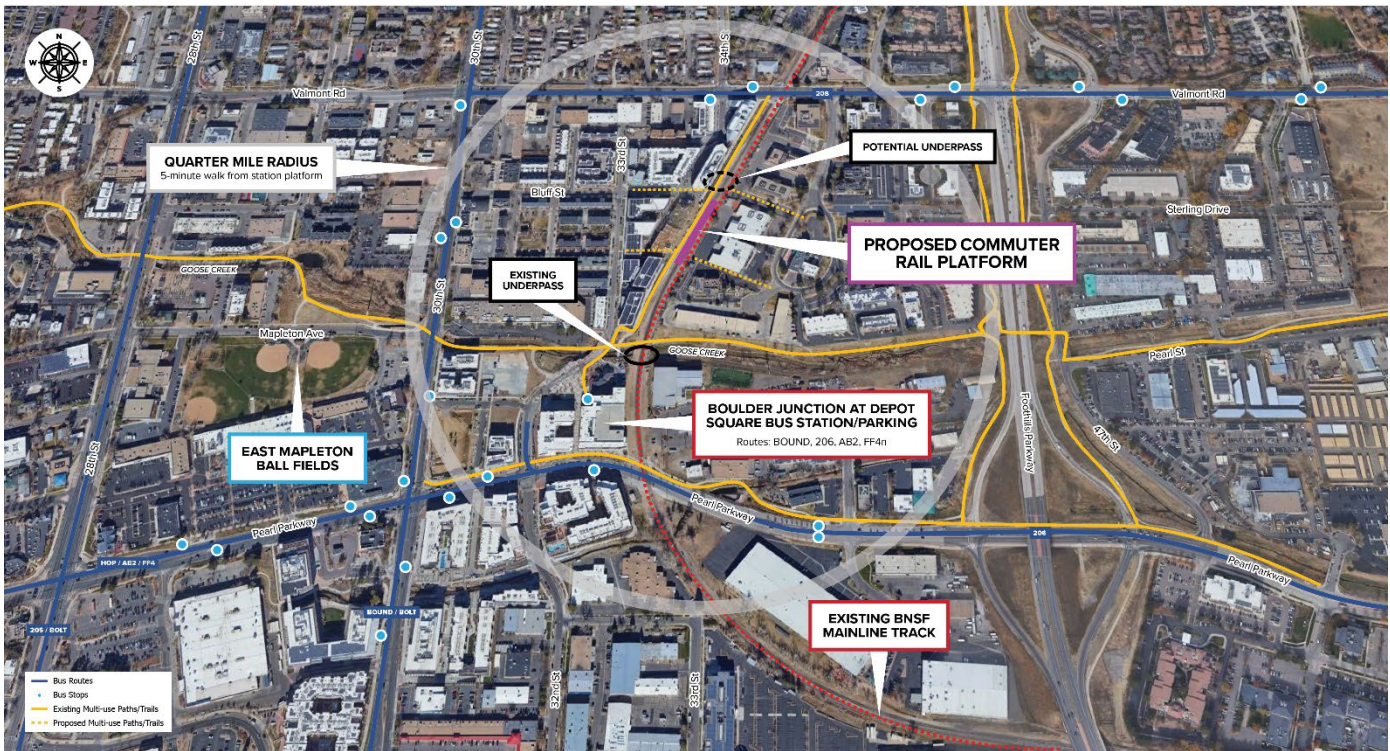 N
W
E
S
28th St
30th St
34th S
Valmont Rd
208
Valmont Rd
QUARTER MILE RADIUS
5-minute walk from station platform
33rd St
POTENTIAL UNDERPASS
Bluff St
Sterling Drive
PROPOSED COMMUTER
RAIL PLATFORM
GOOSE CREEK
EXISTING
UNDERPASS
30th St
Mapleton Ave
GOOSE CREEK
Pearl St
BOULDER JUNCTION AT DEPOT
SQUARE BUS STATION/PARKING
Routes: BOUND, 206, AB2, FF4n
Foothills Parkway
47th St
28th St
EAST MAPLETON
BALL FIELDS
Pearl Parkway
Pearl Parkway
206
Pearl Parkway
HOP / AB2 / FF4
BOUND / BOLT
205 / BOLT
EXISTING BNSF
MAINLINE TRACK
32nd St
33rd St
Bus Routes
Bus Stops
Existing Multi-use Paths/Trails
Proposed Multi-use Paths/Trails